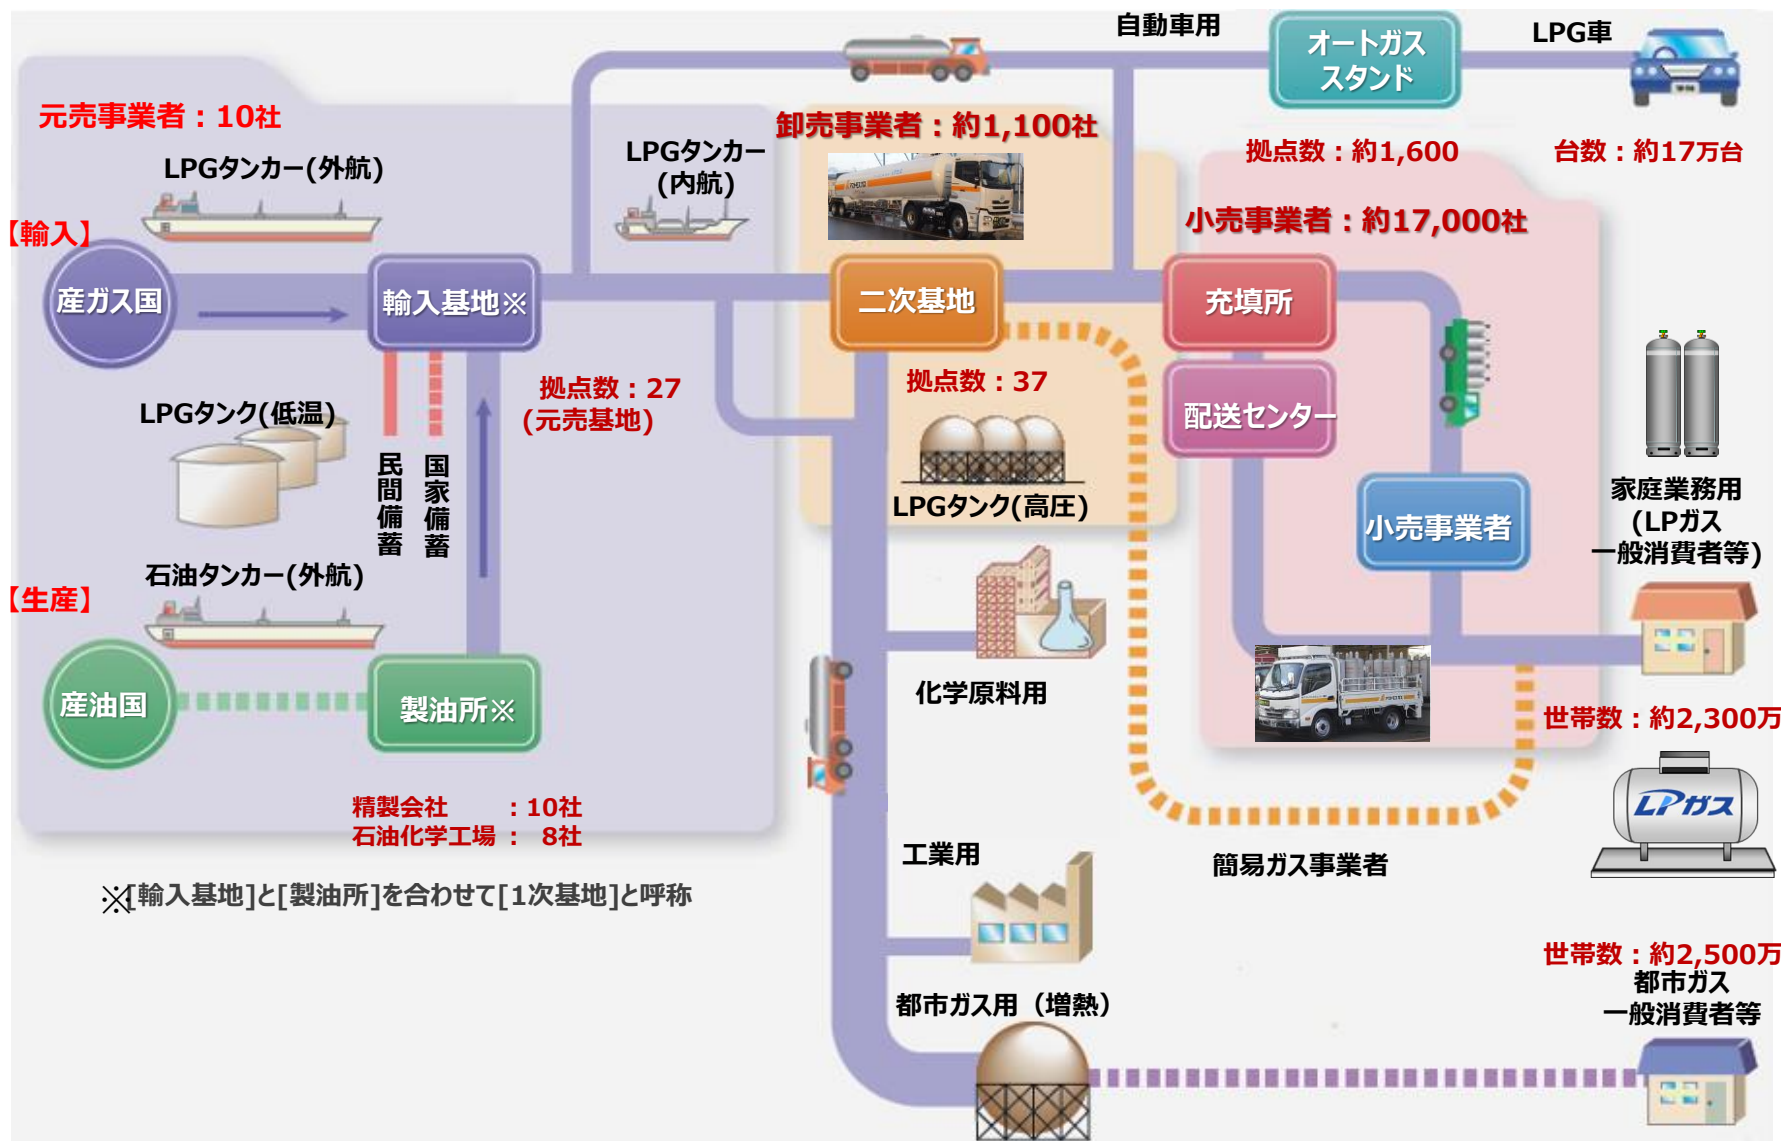 自動車用
オートガス
スタンド
LPG車
元売事業者：10社
卸売事業者：約1,100社
拠点数：約1,600
台数：約17万台
LPGタンカー(外航)
LPGタンカー
(内航)
小売事業者：約17,000社
【輸入】
産ガス国
輸入基地※
二次基地
充填所
拠点数：27
(元売基地)
拠点数：37
配送センター
LPGタンク(低温)
民間備蓄
国家備蓄
LPGタンク(高圧)
小売事業者
家庭業務用
(LPガス
一般消費者等)
石油タンカー(外航)
【生産】
産油国
製油所※
化学原料用
世帯数：約2,300万
LPガス
精製会社　　：10社
石油化学工場：　8社
工業用
簡易ガス事業者
※[輸入基地]と[製油所]を合わせて[1次基地]と呼称
世帯数：約2,500万
都市ガス
一般消費者等
都市ガス用（増熱）